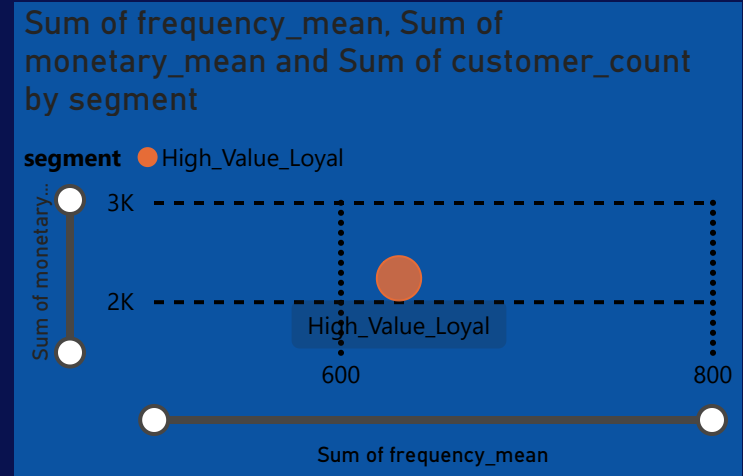 Sum of frequency_mean, Sum of
monetary_mean and Sum of customer_count
by segment
segment High_Value_Loyal
Sum of monetary...
3K
2K
High_Value_Loyal
600 800
Sum of frequency_mean